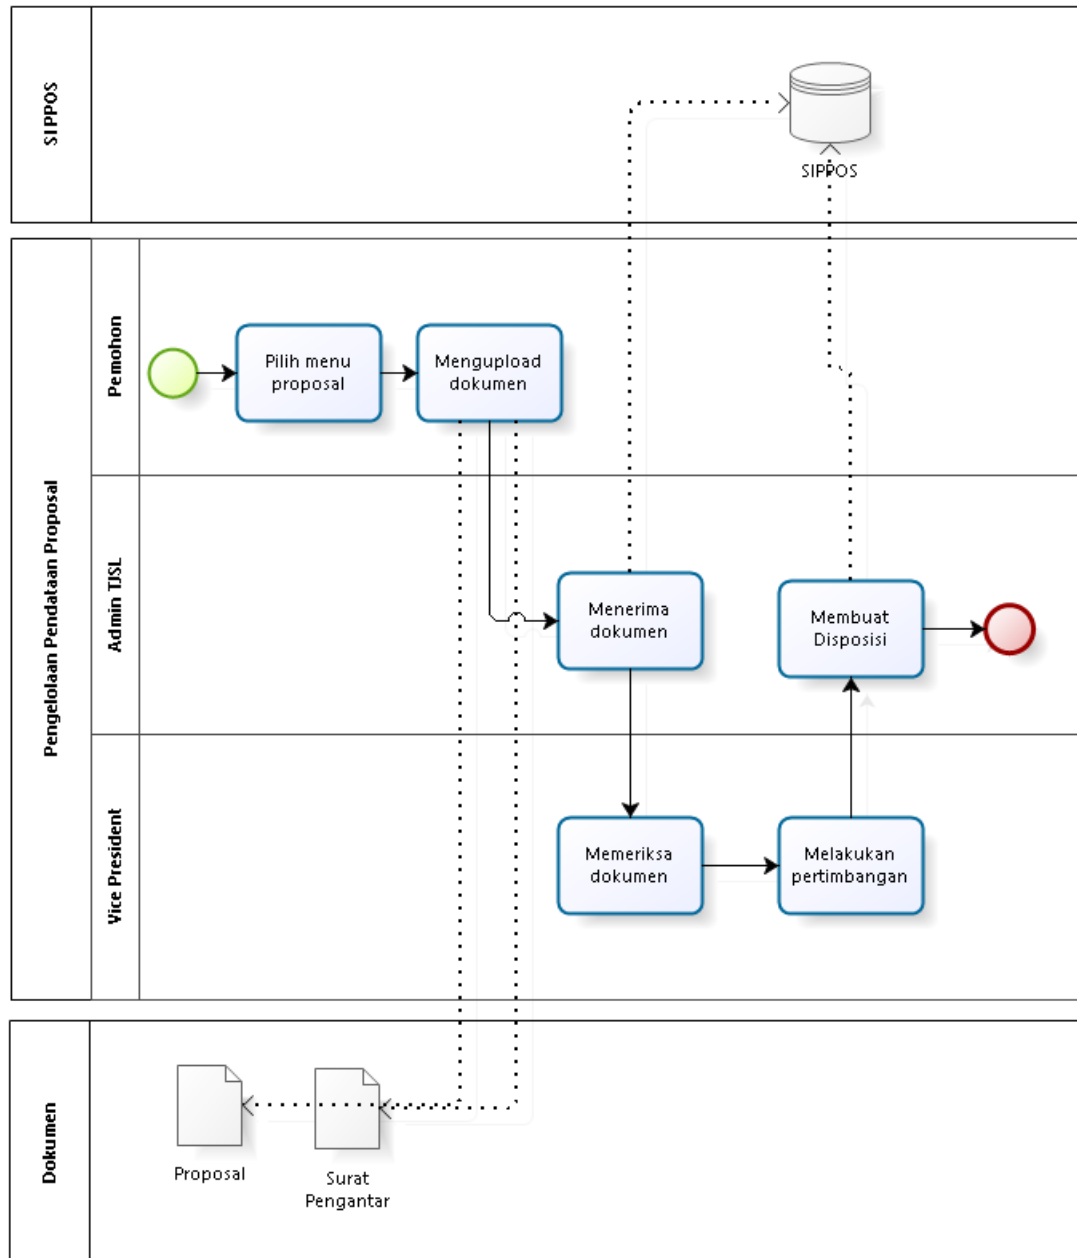 SIPPOS
SIPPOS
Pengelolaan Pendataan Proposal
Pemohon
Pilih menu
proposal
Mengupload
dokumen
Admin TJSL
Menerima
dokumen
Membuat
Disposisi
Vice President
Memeriksa
dokumen
Melakukan
pertimbangan
Dokumen
Proposal
Surat
Pengantar